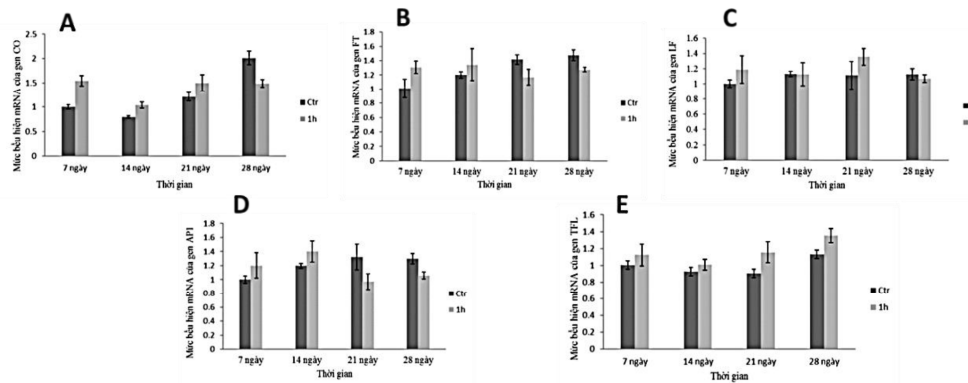 A
Mức bểu hiện mRNA của gen CO
2.5
2
1.5
1
0.5
0
7 ngày 14 ngày 21 ngày 28 ngày
Thời gian
Ctr
1h
B
Mức bểu hiện mRNA của gen FT
1.8
1.6
1.4
1.2
1
0.8
0.6
0.4
0.2
0
7 ngày 14 ngày 21 ngày 28 ngày
Thời gian
Ctr
1h
C
Mức bểu hiện mRNA của gen LF
1.6
1.4
1.2
1
0.8
0.6
0.4
0.2
0
7 ngày 14 ngày 21 ngày 28 ngày
Thời gian
D
Mức bểu hiện mRNA của gen AP1
1.8
1.6
1.4
1.2
1
0.8
0.6
0.4
0.2
0
7 ngày 14 ngày 21 ngày 28 ngày
Thời gian
Ctr
1h
E
Mức bểu hiện mRNA của gen TFL
1.6
1.4
1.2
1
0.8
0.6
0.4
0.2
0
7 ngày 14 ngày 21 ngày 28 ngày
Thời gian
Ctr
1h